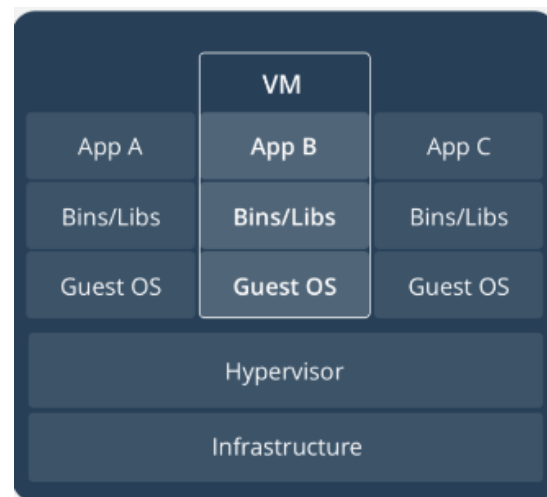 VM
App A App B App C
Bins/Libs Bins/Libs Bins/Libs
Guest OS Guest OS Guest OS
Hypervisor
Infrastructure